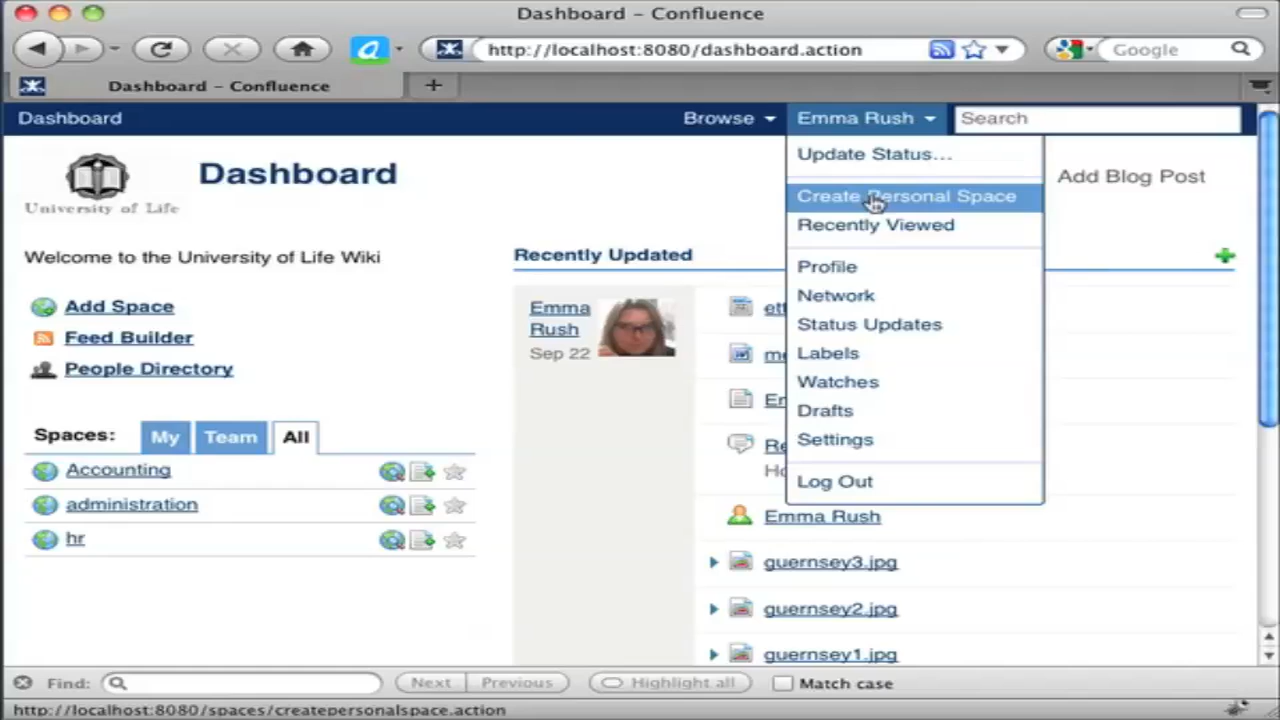 Dashboard – Confluence
http://localhost:8080/dashboard.action
Google
Dashboard – Confluence
Dashboard
Browse
Emma Rush
Search
Update Status...
Create Personal Space
Recently Viewed
Profile
Network
Status Updates
Labels
Watches
Drafts
Settings
Log Out
Add Blog Post
University of Life
Dashboard
Welcome to the University of Life Wiki
Add Space
Feed Builder
People Directory
Spaces: My Team All
Accounting
administration
hr
Recently Updated
Emma
Rush
Sep 22
Emma Rush
guernsey3.jpg
guernsey2.jpg
guernsey1.jpg
Find:
Next Previous Highlight all Match case
http://localhost:8080/spaces/createpersonalspace.action